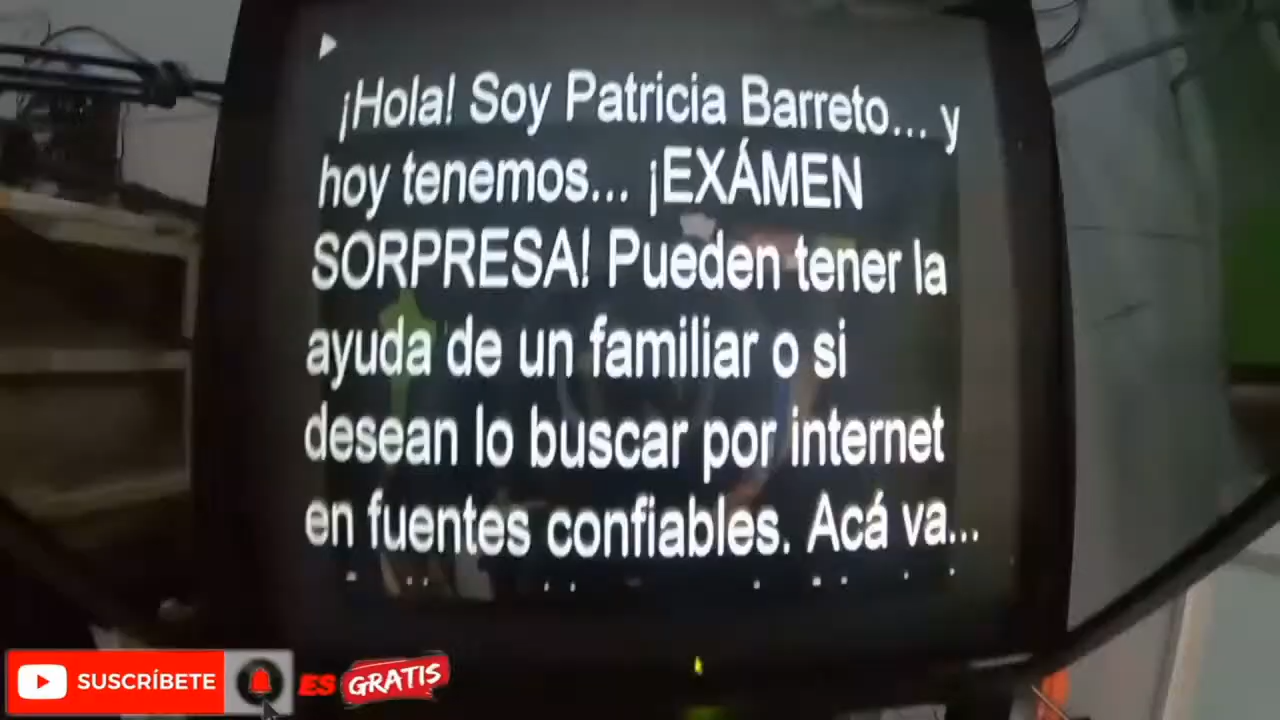 ¡Hola! Soy Patricia Barreto... y
hoy tenemos... ¡EXÁMEN
SORPRESA! Pueden tener la
ayuda de un familiar o si
desean lo buscar por internet
en fuentes confiables. Acá va...
SUSCRÍBETE
ES GRATIS